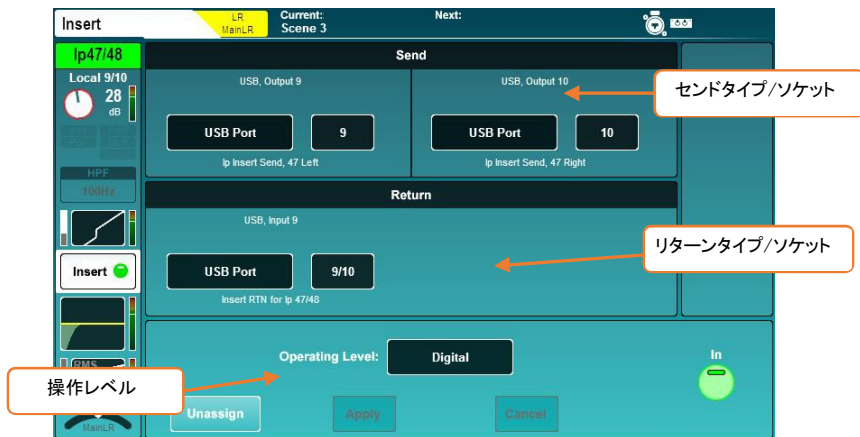 Insert
LR
MainLR
Current:
Scene 3
Next:
Ip47/48
Local 9/10
28
dB
HPF
100Hz
Insert
RMS
MainLR
Send
USB, Output 9
USB, Output 10
USB Port
9
USB Port
10
Ip Insert Send, 47 Left
Ip Insert Send, 47 Right
Return
USB, Input 9
USB Port
9/10
Insert RTN for Ip 47/48
Operating Level:
Digital
In
Unassign
Apply
Cancel
センドタイプ/ソケット
リターンタイプ/ソケット
操作レベル